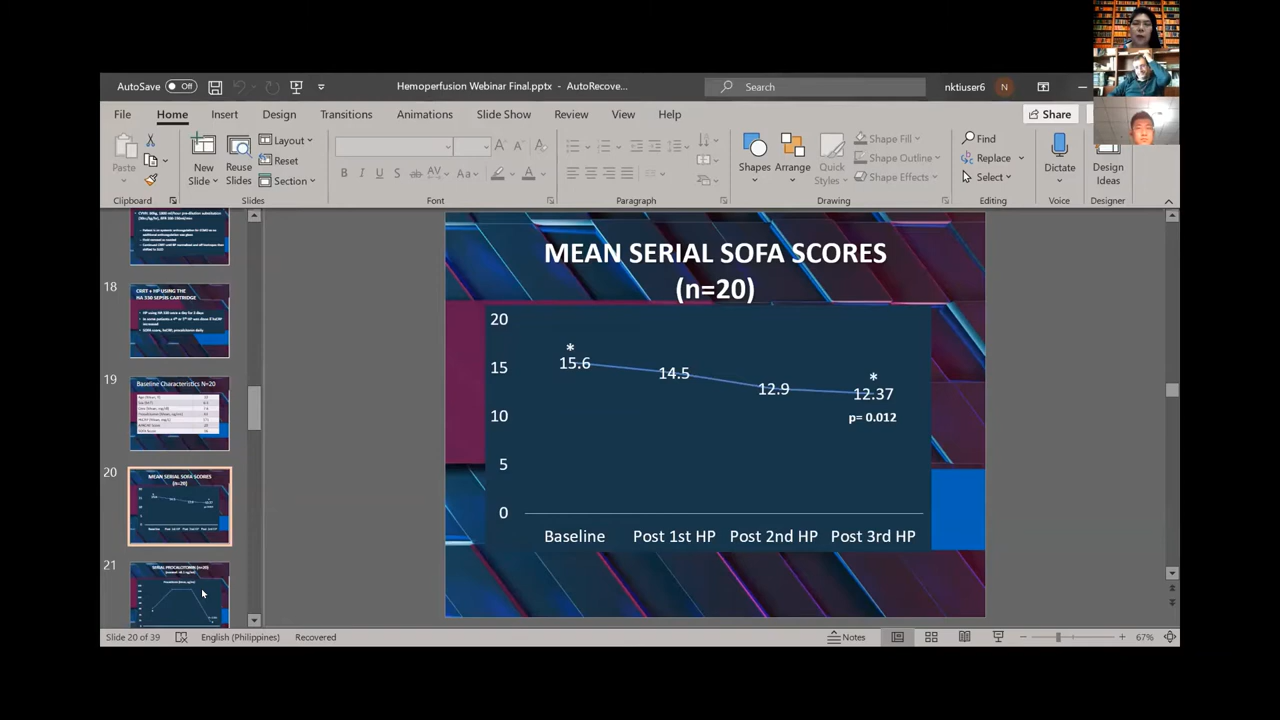 AutoSave Off
Hemoperfusion Webinar Final.pptx - AutoRecove...
Search
nktiuser6 N
File Home Insert Design Transitions Animations Slide Show Review View Help
Share
Paste
New
Slide
Reuse
Slides
Layout
Reset
Section
B I U S ab AV Aa A
Shapes
Arrange
Quick
Styles
Shape Fill
Shape Outline
Shape Effects
Find
Replace
Select
Dictate
Design
Ideas
Clipboard Slides Font Paragraph Drawing Editing Voice Designer
18
CRRT + HP USING THE
NA 330 SEPSIS CARTRIDGE
19
Baseline Characteristics N=20
20
MEAN SERIAL SOFA SCORES
(n=20)
21
SERIAL PROCALCITONIN (n=20)
MEAN SERIAL SOFA SCORES
(n=20)
20
15
10
5
0
*
15.6
14.5
12.9
*
12.37
p= 0.012
Baseline Post 1st HP Post 2nd HP Post 3rd HP
Slide 20 of 39
English (Philippines)
Recovered
Notes
67%